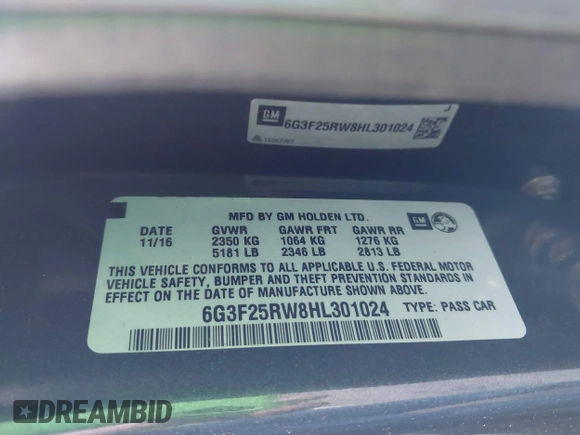 GM
J
6G3F25RW8HL301024
MFD BY GM HOLDEN LTD.
DATE GVWR GAWR FRT GAWR RR
11/16 2350 KG 1064 KG 1276 KG
5181 LB 2346 LB 2813 LB
GM
THIS VEHICLE CONFORMS TO ALL APPLICABLE U.S. FEDERAL MOTOR
VEHICLE SAFETY, BUMPER AND THEFT PREVENTION STANDARDS IN
EFFECT ON THE DATE OF MANUFACTURE SHOWN ABOVE.
6G3F25RW8HL301024 TYPE: PASS CAR
DREAMBID